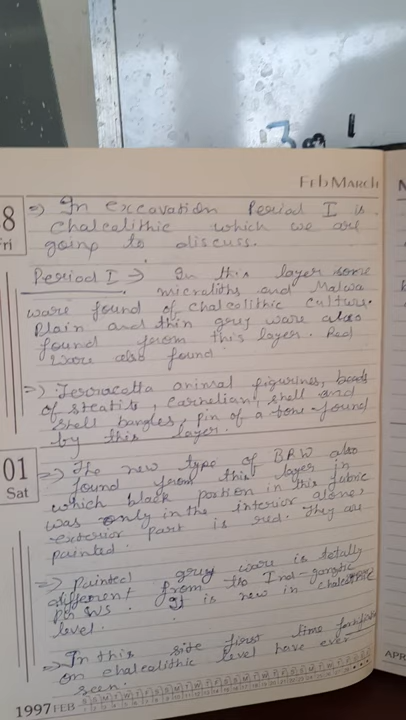 Feb March
8
Fri
=) In excavation Period I is
chalcalithic which we are
going to discuss.
Period I → In this layer some
microliths and Malwa
ware found of chalcolithic culture.
Plain and thin grey ware also
found from this layer. Red
ware also found
=) Terracotta animal figurines, beads
of steatite, carnelian, shell and
shell bangles, pin of a bone found
by this layer.
01
Sat
=) The new type of BRW also
found from this layer in
which black portion in this fabric
was only in the interior alone,
exterior part is red. They are
painted.
=) Painted grey ware is totally
different from the Ind-gangtic
PGWS. It is new in chalcolithic
level.
=) In this site first time
on chalcalithic level have ever
seen.
1997 FEB
APR